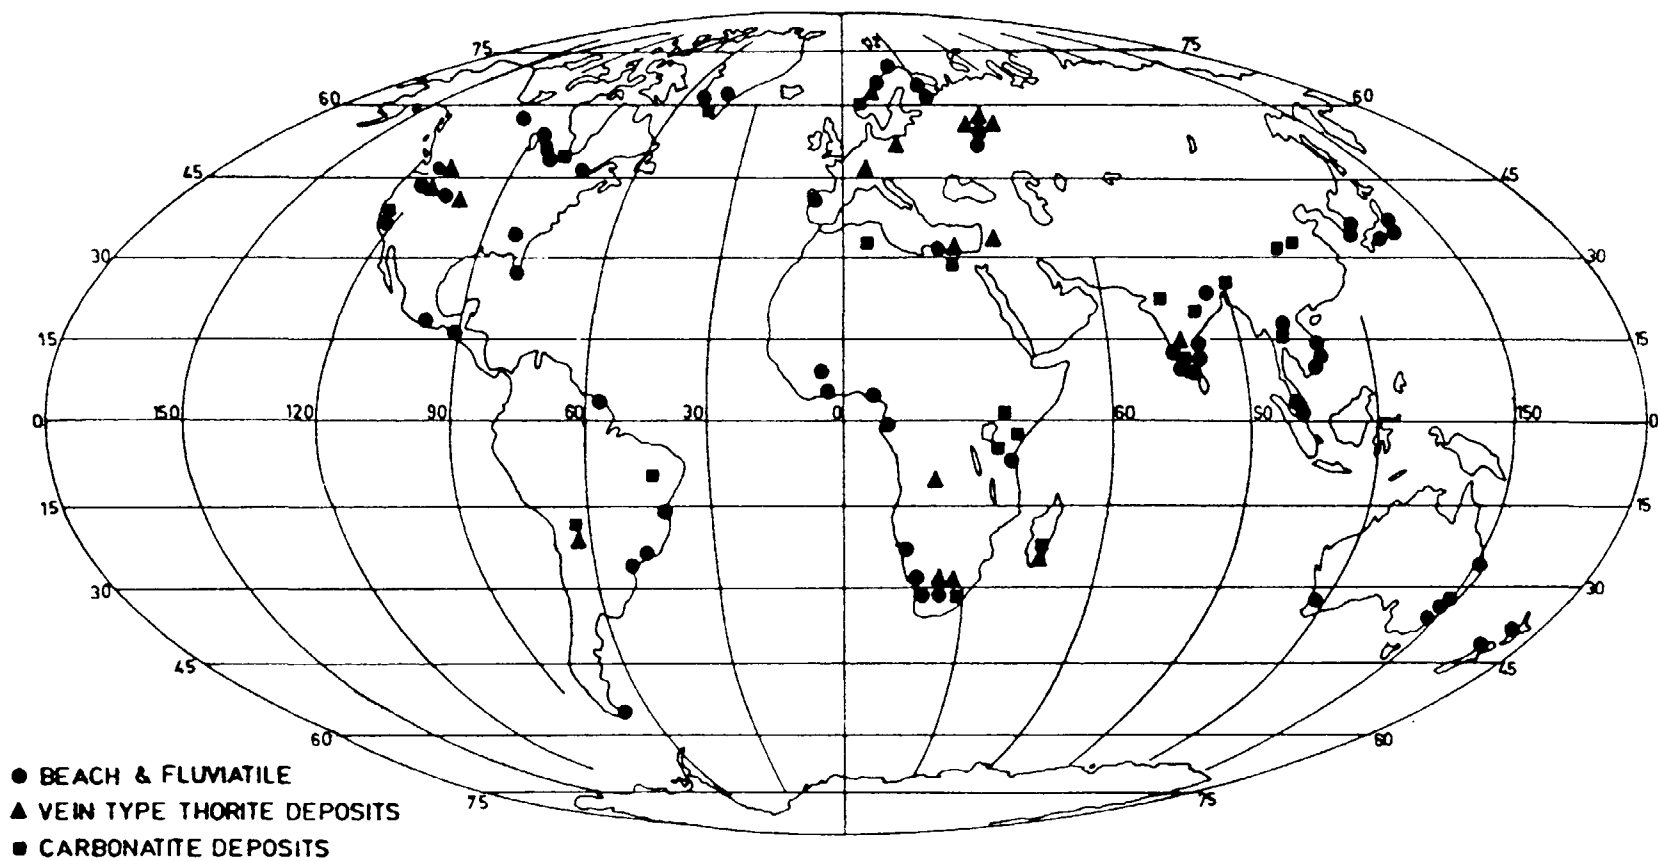 75 75
60 60
45 45
30 30
15 15
0 150 120 90 60 30 0 60 90 150 0
15 15
30 30
45 45
60 60
75 75
● BEACH & FLUVIATILE
▲ VEIN TYPE THORITE DEPOSITS
■ CARBONATITE DEPOSITS